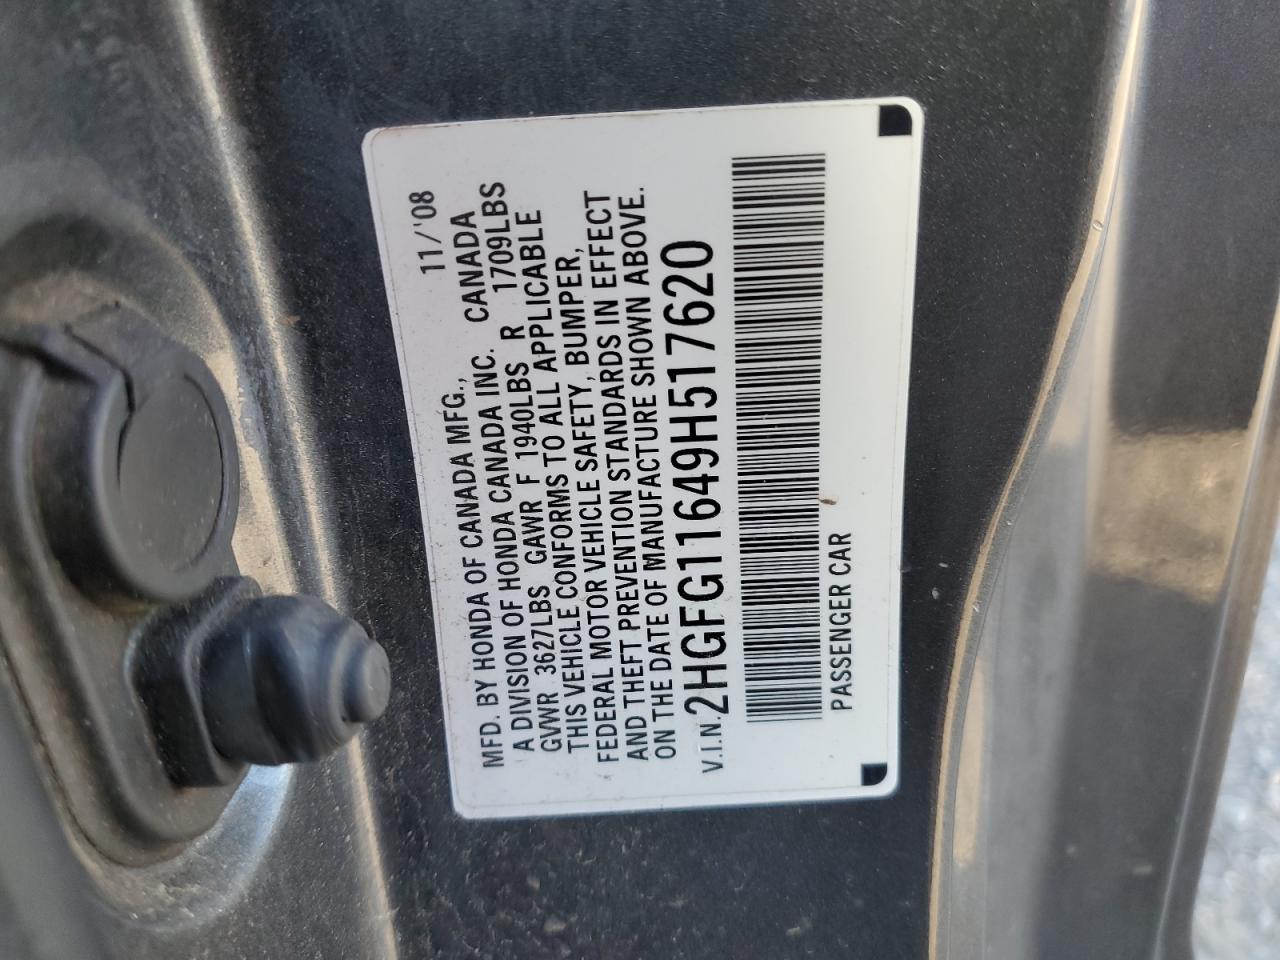 11/'08
MFD. BY HONDA OF CANADA MFG., CANADA
A DIVISION OF HONDA CANADA INC.
GVWR 3627LBS GAWR F 1940LBS R 1709LBS
THIS VEHICLE CONFORMS TO ALL APPLICABLE
FEDERAL MOTOR VEHICLE SAFETY, BUMPER,
AND THEFT PREVENTION STANDARDS IN EFFECT
ON THE DATE OF MANUFACTURE SHOWN ABOVE.
V.I.N. 2HGFG11649H517620
PASSENGER CAR